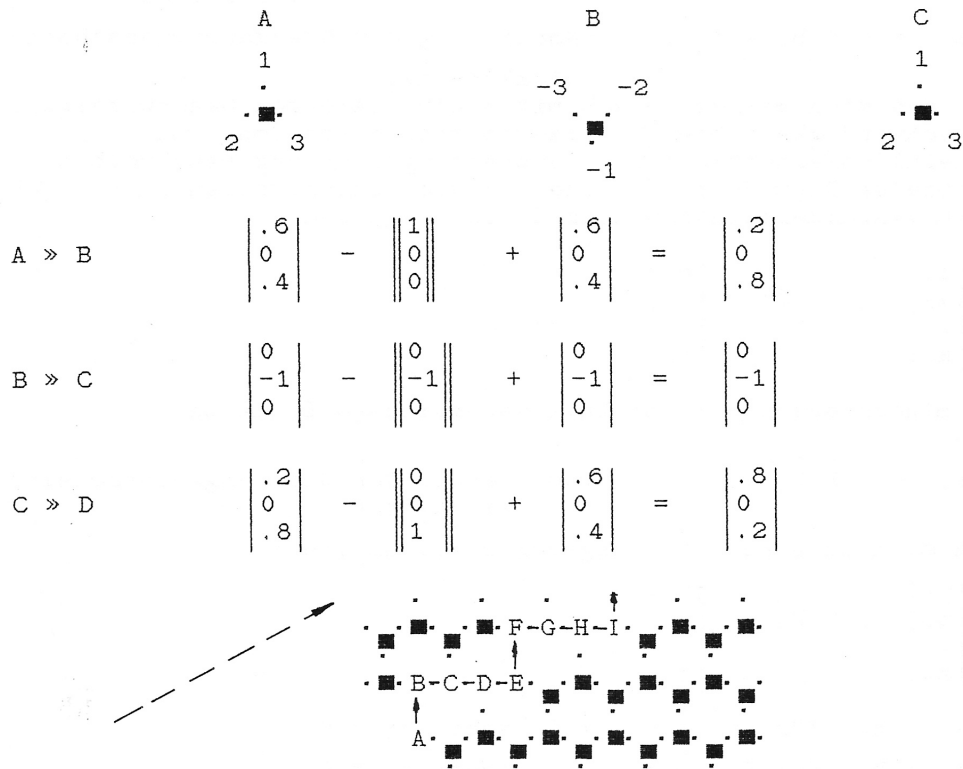 A B C
1 1
-3 -2
2 3 2 3
-1
.6 1 .6 .2
A » B 0 - 0 + 0 = 0
.4 0 .4 .8
0 0 0 0
B » C -1 - -1 + -1 = -1
0 0 0 0
.2 0 .6 .8
C » D 0 - 0 + 0 = 0
.8 1 .4 .2
F-G-H-I
B-C-D-E
A